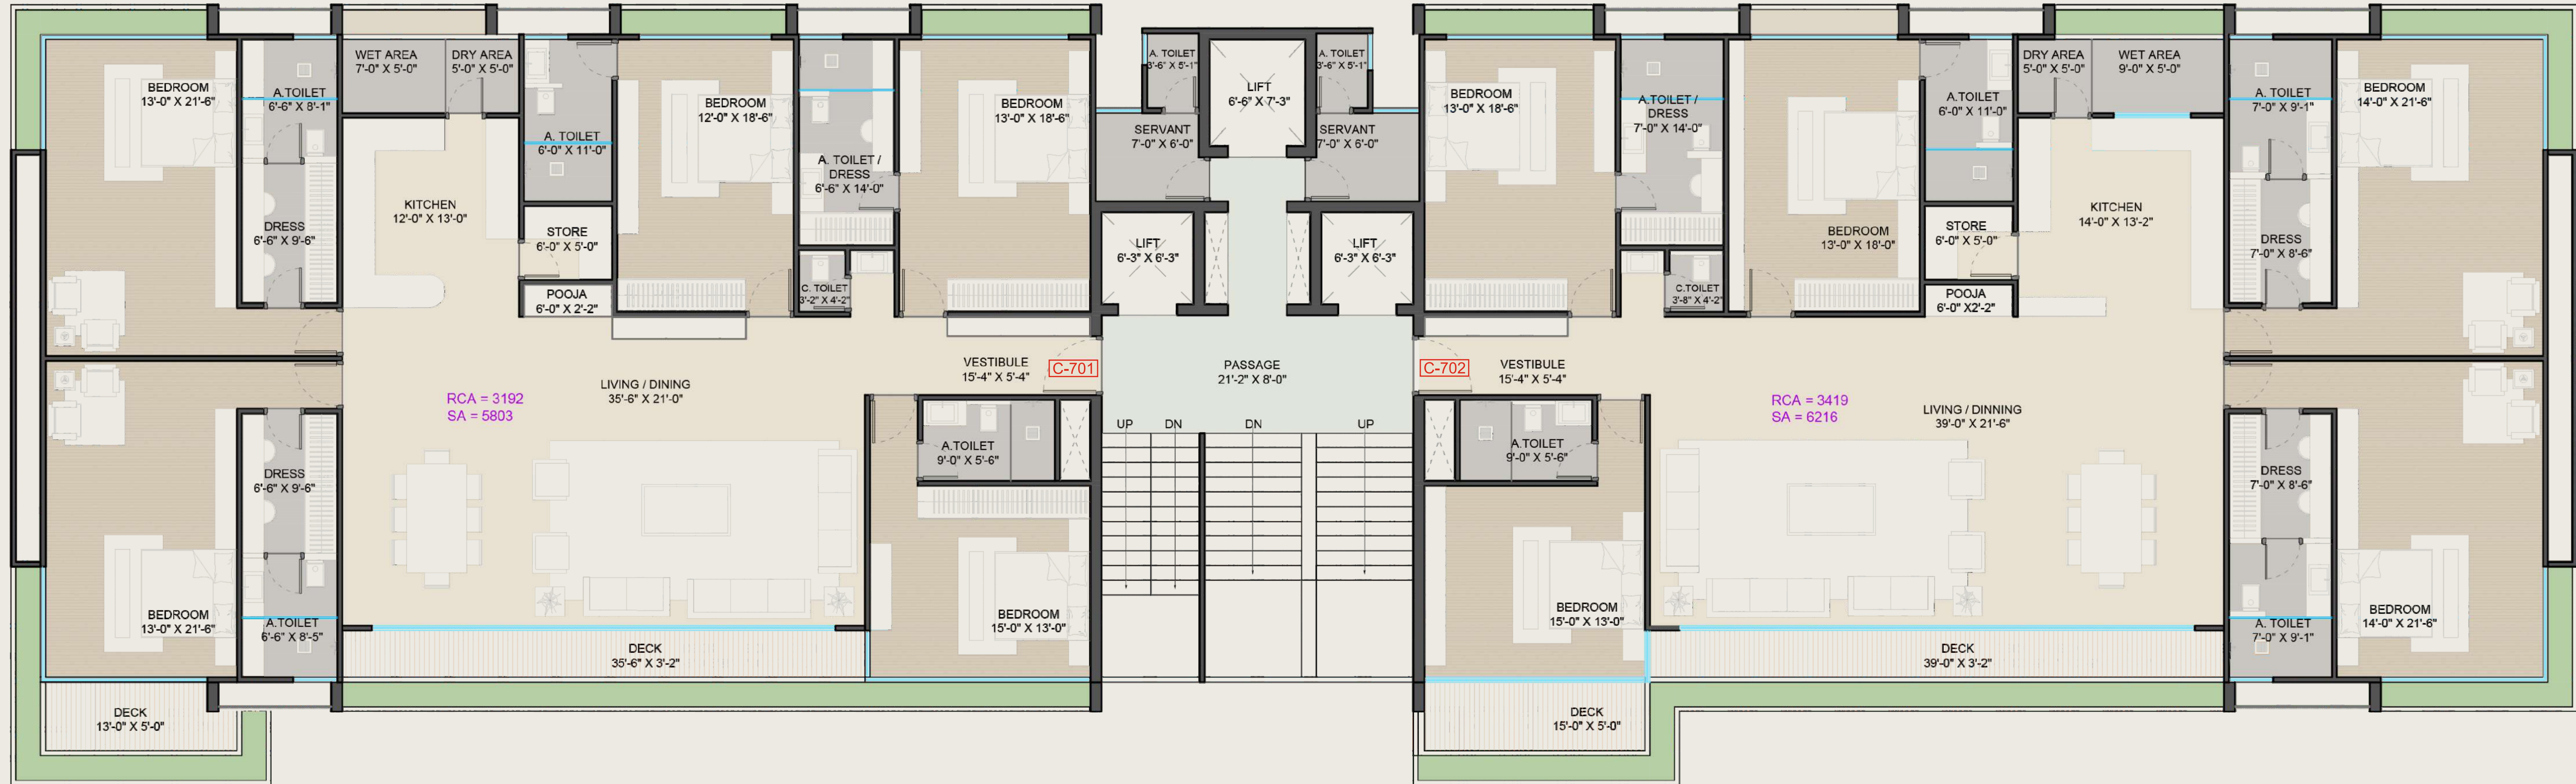 BEDROOM
13'-0" X 21'-6"
A.TOILET
6'-6" X 8'-1"
DRESS
6'-6" X 9'-6"
WET AREA
7'-0" X 5'-0"
DRY AREA
5'-0" X 5'-0"
KITCHEN
12'-0" X 13'-0"
A. TOILET
6'-0" X 11'-0"
STORE
6'-0" X 5'-0"
POOJA
6'-0" X 2'-2"
BEDROOM
12'-0" X 18'-6"
A. TOILET /
DRESS
6'-6" X 14'-0"
C. TOILET
3'-2" X 4'-2"
BEDROOM
13'-0" X 18'-6"
VESTIBULE
15'-4" X 5'-4"
C-701
LIVING / DINING
35'-6" X 21'-0"
RCA = 3192
SA = 5803
DRESS
6'-6" X 9'-6"
A.TOILET
6'-6" X 8'-5"
BEDROOM
13'-0" X 21'-6"
DECK
13'-0" X 5'-0"
DECK
35'-6" X 3'-2"
A.TOILET
9'-0" X 5'-6"
BEDROOM
15'-0" X 13'-0"
A. TOILET
3'-6" X 5'-1"
SERVANT
7'-0" X 6'-0"
LIFT
6'-6" X 7'-3"
A. TOILET
3'-6" X 5'-1"
SERVANT
7'-0" X 6'-0"
LIFT
6'-3" X 6'-3"
LIFT
6'-3" X 6'-3"
PASSAGE
21'-2" X 8'-0"
UP
DN
DN
UP
BEDROOM
13'-0" X 18'-6"
A.TOILET /
DRESS
7'-0" X 14'-0"
C.TOILET
3'-8" X 4'-2"
BEDROOM
13'-0" X 18'-0"
A.TOILET
6'-0" X 11'-0"
STORE
6'-0" X 5'-0"
POOJA
6'-0" X2'-2"
DRY AREA
5'-0" X 5'-0"
WET AREA
9'-0" X 5'-0"
KITCHEN
14'-0" X 13'-2"
A. TOILET
7'-0" X 9'-1"
DRESS
7'-0" X 8'-6"
BEDROOM
14'-0" X 21'-6"
C-702
VESTIBULE
15'-4" X 5'-4"
RCA = 3419
SA = 6216
LIVING / DINNING
39'-0" X 21'-6"
A.TOILET
9'-0" X 5'-6"
BEDROOM
15'-0" X 13'-0"
DECK
15'-0" X 5'-0"
DECK
39'-0" X 3'-2"
DRESS
7'-0" X 8'-6"
A. TOILET
7'-0" X 9'-1"
BEDROOM
14'-0" X 21'-6"